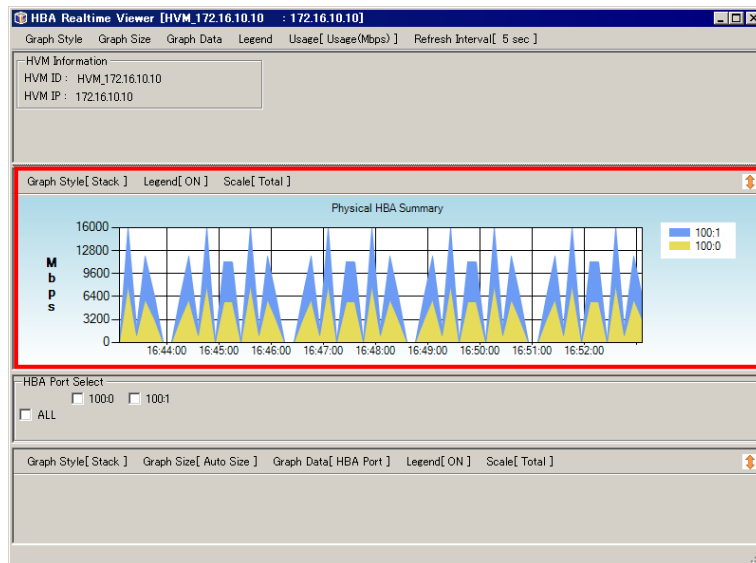 HBA Realtime Viewer [HVM_172.16.10.10 : 172.16.10.10]
Graph Style Graph Size Graph Data Legend Usage[ Usage(Mbps) ] Refresh Interval[ 5 sec ]
HVM Information
HVM ID : HVM_172.16.10.10
HVM IP : 172.16.10.10
Graph Style[ Stack ] Legend[ ON ] Scale[ Total ]
Physical HBA Summary
16000
12800
9600
6400
3200
0
Mbps
16:44:00 16:45:00 16:46:00 16:47:00 16:48:00 16:49:00 16:50:00 16:51:00 16:52:00
100:1
100:0
HBA Port Select
100:0 100:1
ALL
Graph Style[ Stack ] Graph Size[ Auto Size ] Graph Data[ HBA Port ] Legend[ ON ] Scale[ Total ]